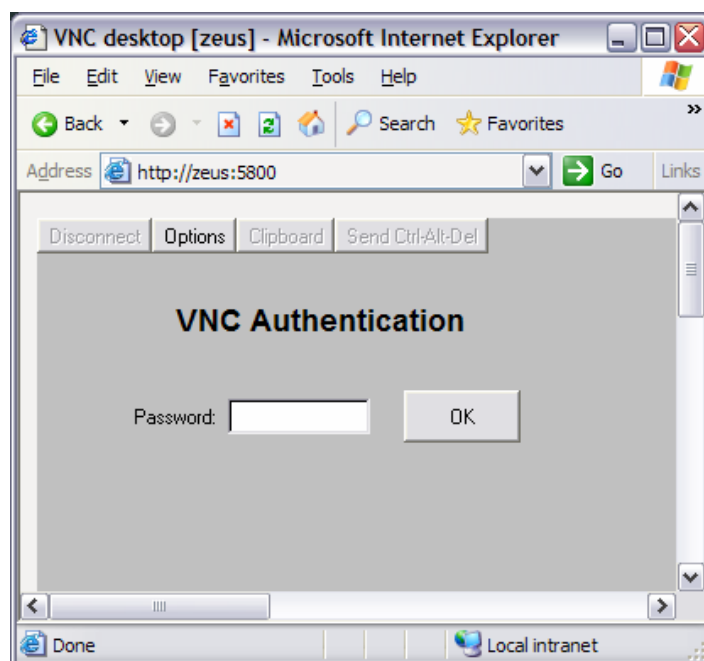 VNC desktop [zeus] - Microsoft Internet Explorer
File Edit View Favorites Tools Help
Back Search Favorites »
Address http://zeus:5800 Go Links
Disconnect Options Clipboard Send Ctrl-Alt-Del
VNC Authentication
Password: OK
Done Local intranet